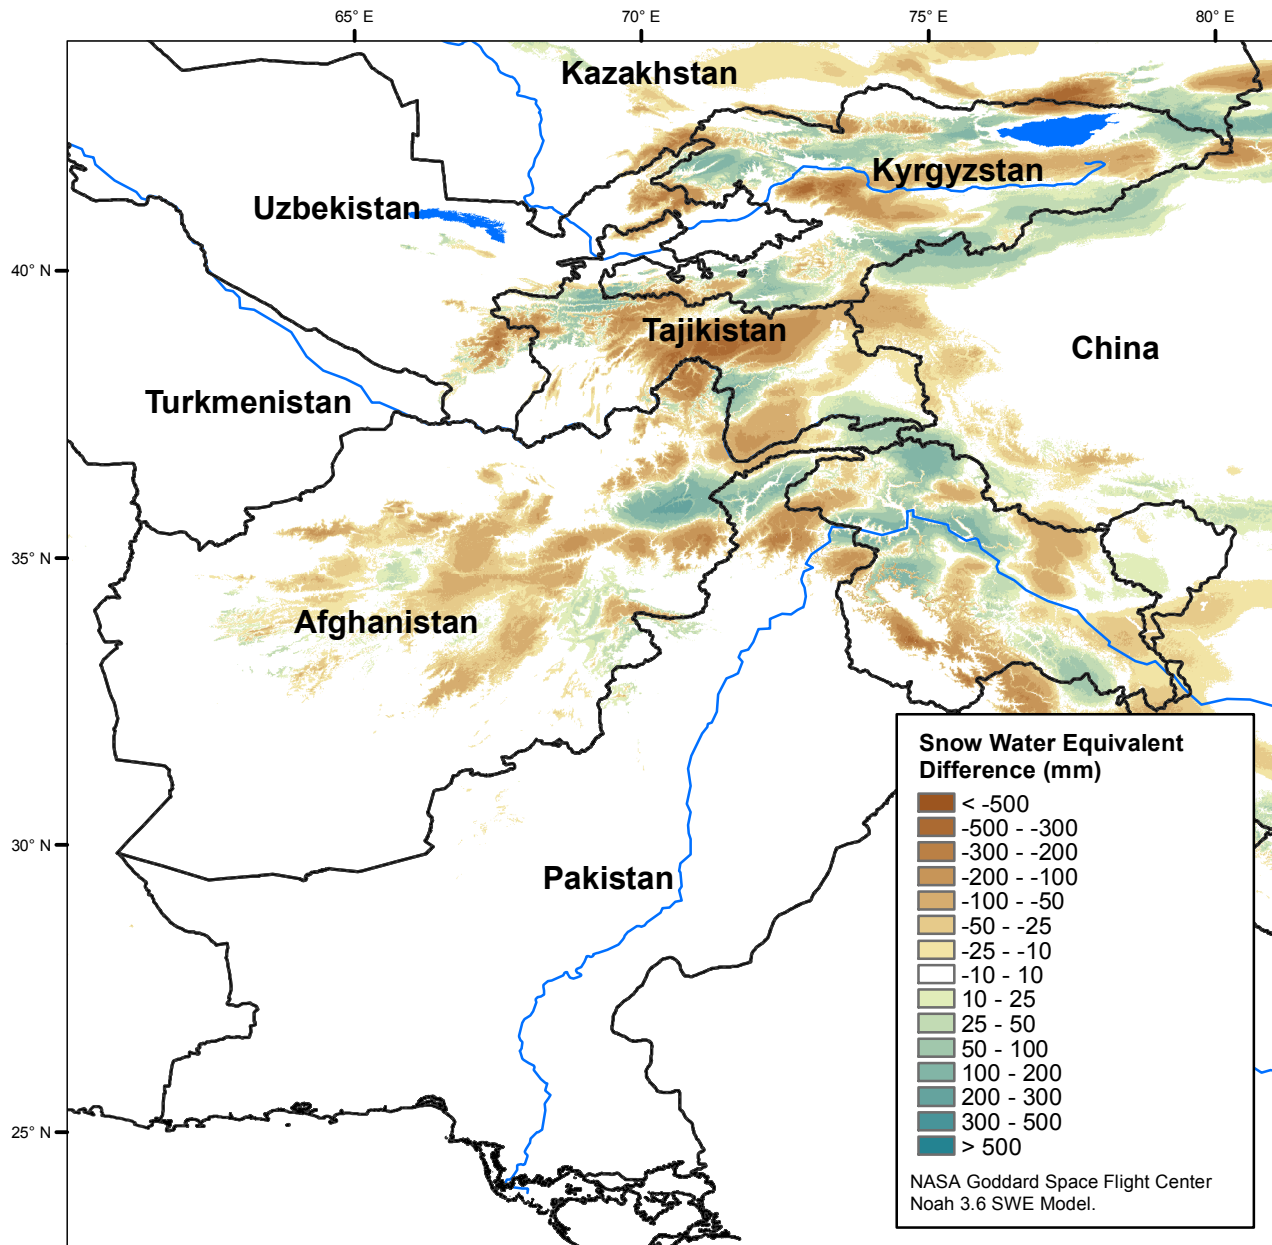 65° E
70° E
75° E
80° E
Kazakhstan
Kyrgyzstan
Uzbekistan
40° N
Tajikistan
China
Turkmenistan
35° N
Afghanistan
30° N
Pakistan
25° N
Snow Water Equivalent
Difference (mm)
< -500
-500 - -300
-300 - -200
-200 - -100
-100 - -50
-50 - -25
-25 - -10
-10 - 10
10 - 25
25 - 50
50 - 100
100 - 200
200 - 300
300 - 500
> 500
NASA Goddard Space Flight Center
Noah 3.6 SWE Model.